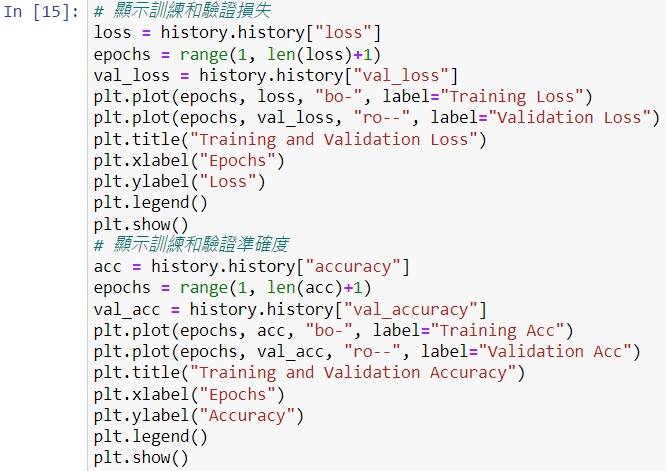 In [15]: # 顯示訓練和驗證損失
loss = history.history["loss"]
epochs = range(1, len(loss)+1)
val_loss = history.history["val_loss"]
plt.plot(epochs, loss, "bo-", label="Training Loss")
plt.plot(epochs, val_loss, "ro--", label="Validation Loss")
plt.title("Training and Validation Loss")
plt.xlabel("Epochs")
plt.ylabel("Loss")
plt.legend()
plt.show()
# 顯示訓練和驗證準確度
acc = history.history["accuracy"]
epochs = range(1, len(acc)+1)
val_acc = history.history["val_accuracy"]
plt.plot(epochs, acc, "bo-", label="Training Acc")
plt.plot(epochs, val_acc, "ro--", label="Validation Acc")
plt.title("Training and Validation Accuracy")
plt.xlabel("Epochs")
plt.ylabel("Accuracy")
plt.legend()
plt.show()